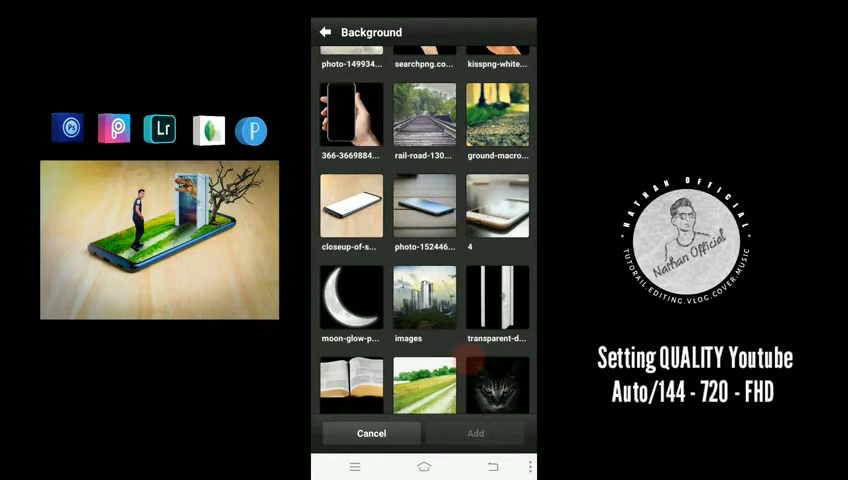 Background
photo-149934...
searchpng.co...
kisspng-white...
366-3669884...
rail-road-130...
ground-macro...
closeup-of-s...
photo-152446...
4
moon-glow-p...
images
transparent-d...
Cancel
Add
Lr
NATHAN OFFICIAL
Nathan Official
TUTORAIL.EDITING.VLOG.COVER.MUSIC
Setting QUALITY Youtube
Auto/144 - 720 - FHD